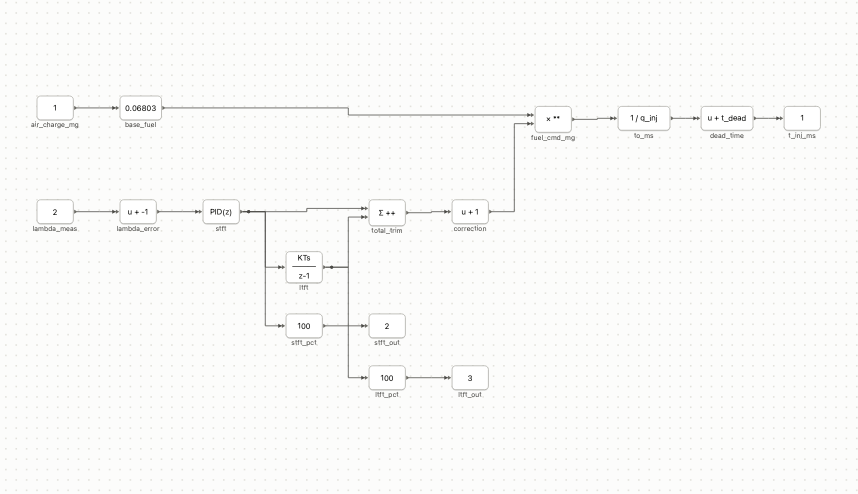 1
air_charge_mg
0.06803
base_fuel
× **
fuel_cmd_mg
1 / q_inj
to_ms
u + t_dead
dead_time
1
t_inj_ms
2
lambda_meas
u + -1
lambda_error
PID(z)
stft
Σ ++
total_trim
u + 1
correction
KTs
z-1
ltft
100
stft_pct
2
stft_out
100
ltft_pct
3
ltft_out